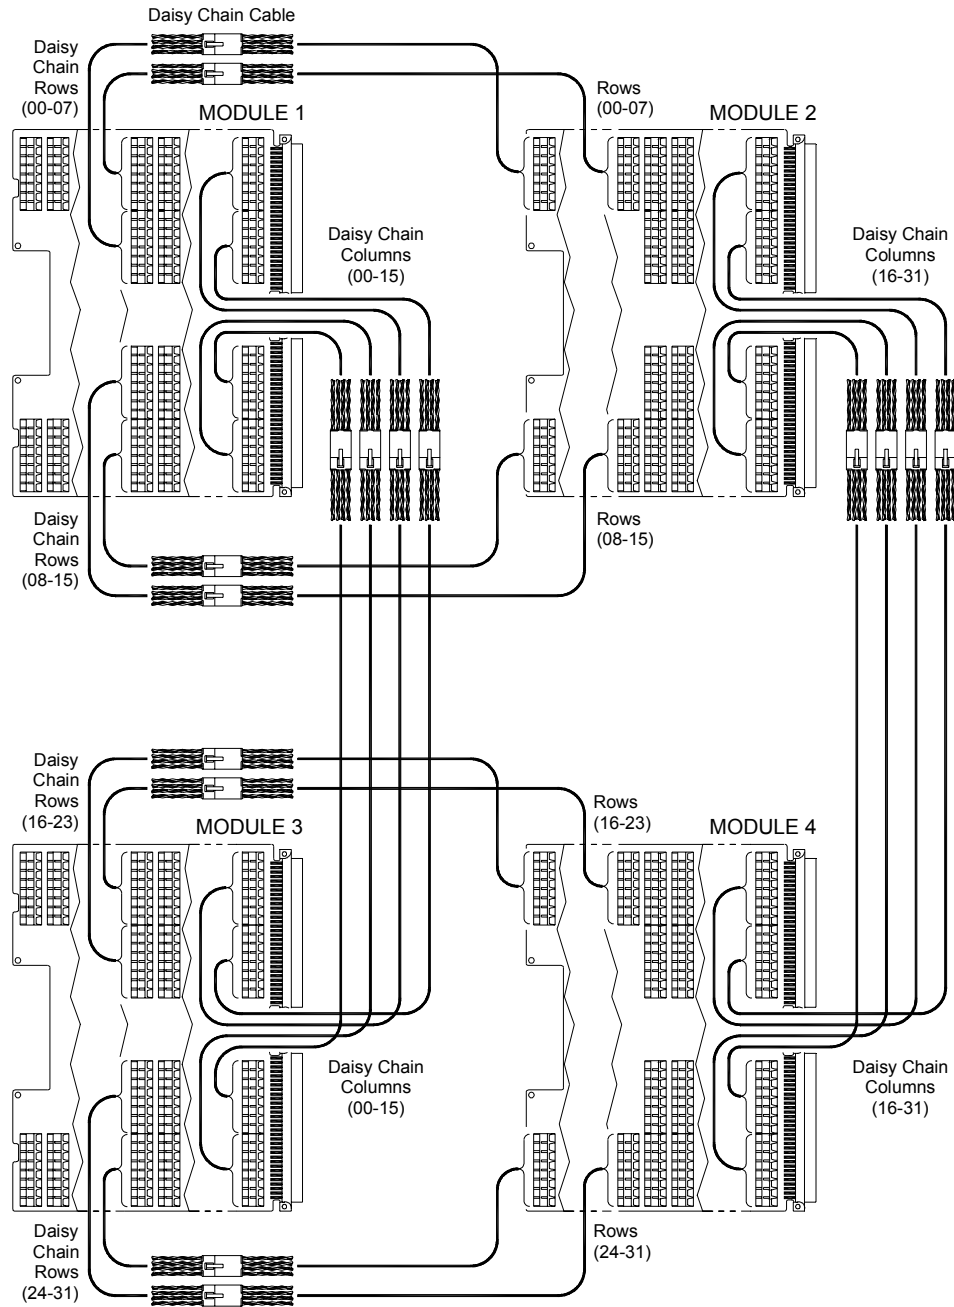 Daisy Chain Cable
Daisy
Chain
Rows
(00-07)
MODULE 1
Rows
(00-07)
MODULE 2
Daisy Chain
Columns
(00-15)
Daisy Chain
Columns
(16-31)
Daisy
Chain
Rows
(08-15)
Rows
(08-15)
Daisy
Chain
Rows
(16-23)
MODULE 3
Rows
(16-23)
MODULE 4
Daisy Chain
Columns
(00-15)
Daisy Chain
Columns
(16-31)
Daisy
Chain
Rows
(24-31)
Rows
(24-31)